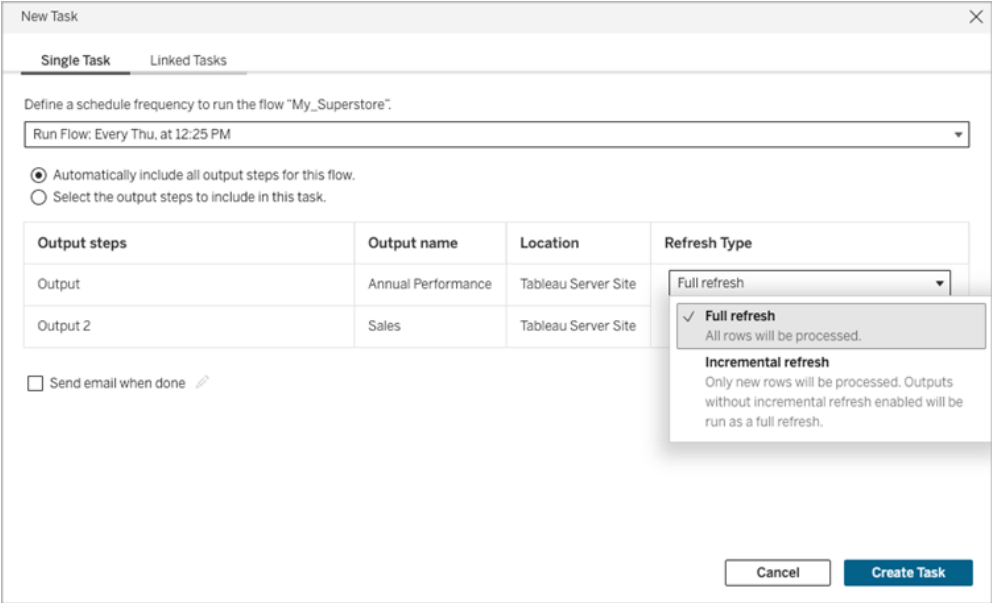 New Task
Single Task
Linked Tasks
Define a schedule frequency to run the flow "My_Superstore".
Run Flow: Every Thu, at 12:25 PM
Automatically include all output steps for this flow.
Select the output steps to include in this task.
Output steps
Output name
Location
Refresh Type
Output
Annual Performance
Tableau Server Site
Full refresh
Output 2
Sales
Tableau Server Site
Full refresh
All rows will be processed.
Incremental refresh
Only new rows will be processed. Outputs
without incremental refresh enabled will be
run as a full refresh.
Send email when done
Cancel
Create Task